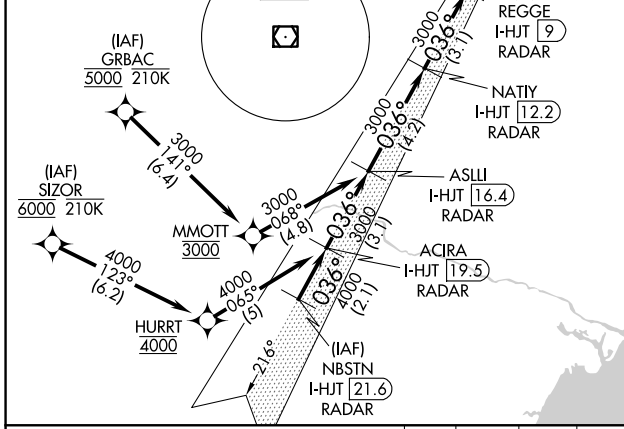 REGGE
I-HJT 9
RADAR
3000
036°
(3.1)
NATIY
I-HJT 12.2
RADAR
3000
036°
(4.2)
ASLLI
I-HJT 16.4
RADAR
036°
3000
(3.1)
ACIRA
I-HJT 19.5
RADAR
036°
4000
(2.1)
(IAF)
NBSTN
I-HJT 21.6
RADAR
216°
(IAF)
GRBAC
5000 210K
3000
141°
(6.4)
MMOTT
3000
3000
068°
(4.8)
(IAF)
SIZOR
6000 210K
4000
123°
(6.2)
HURRT
4000
4000
065°
(5)